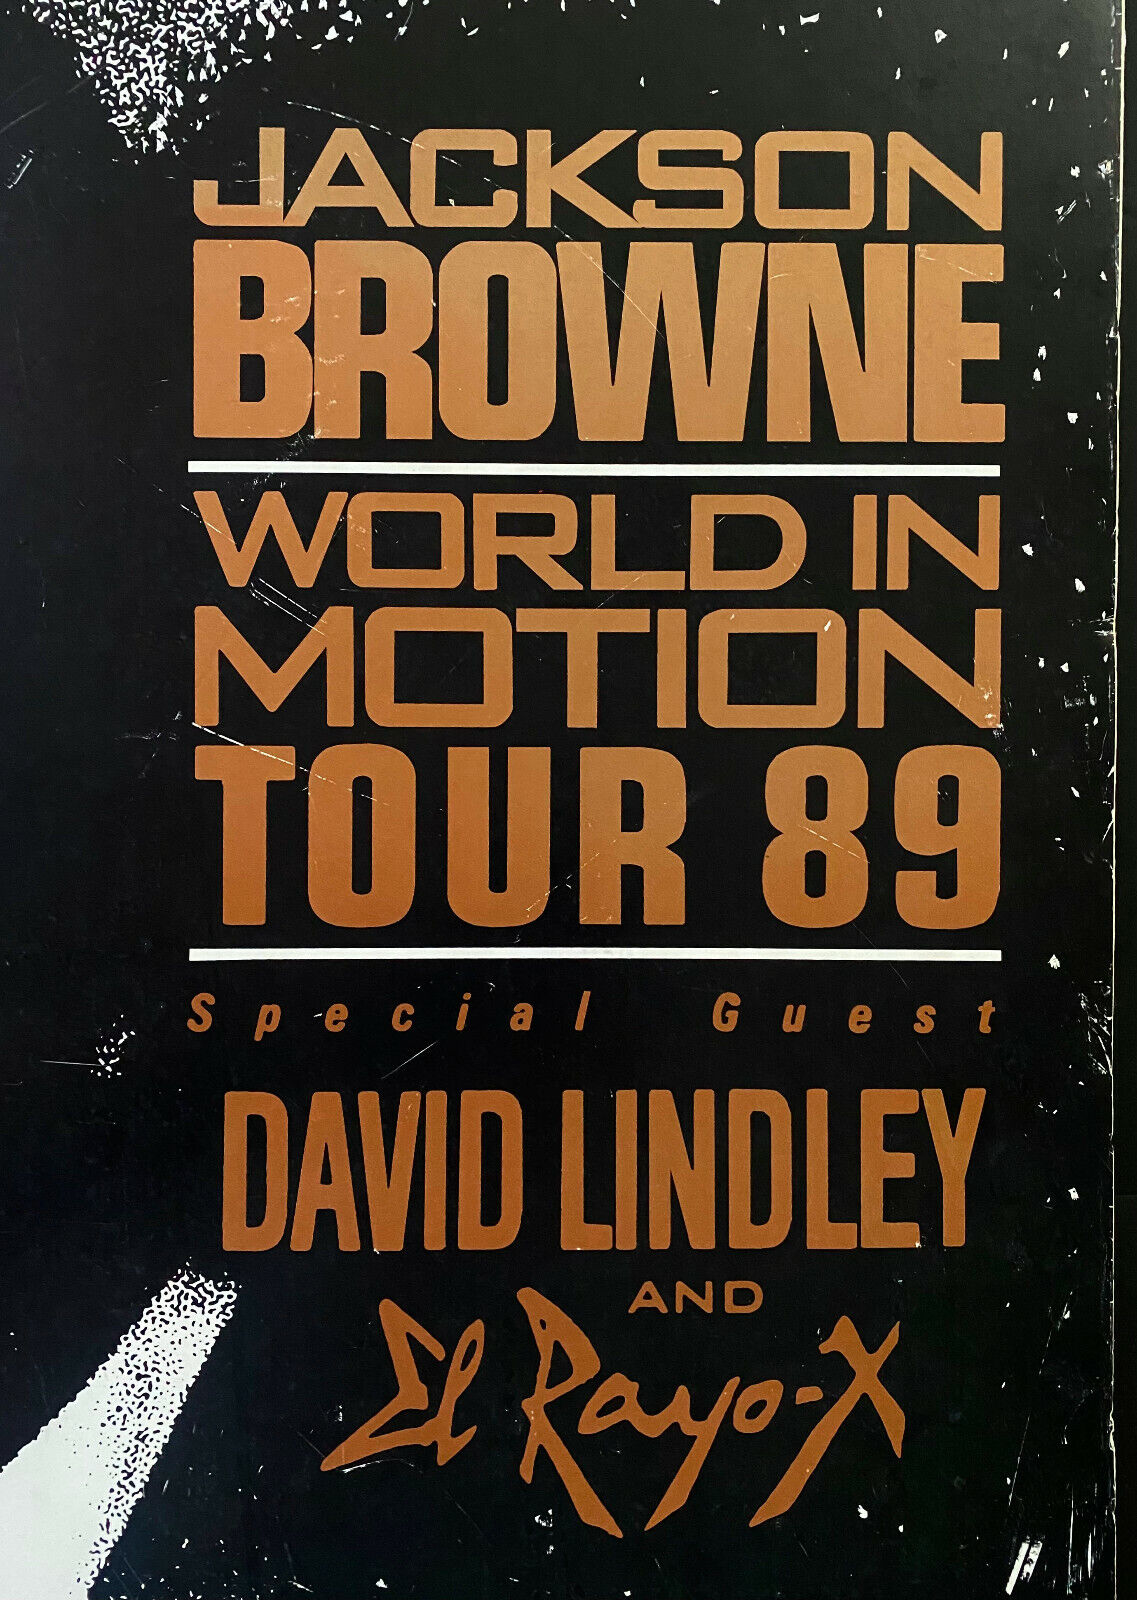 JACKSON
BROWNE
WORLD IN
MOTION
TOUR 89
Special Guest
DAVID LINDLEY
AND
El Rayo-X